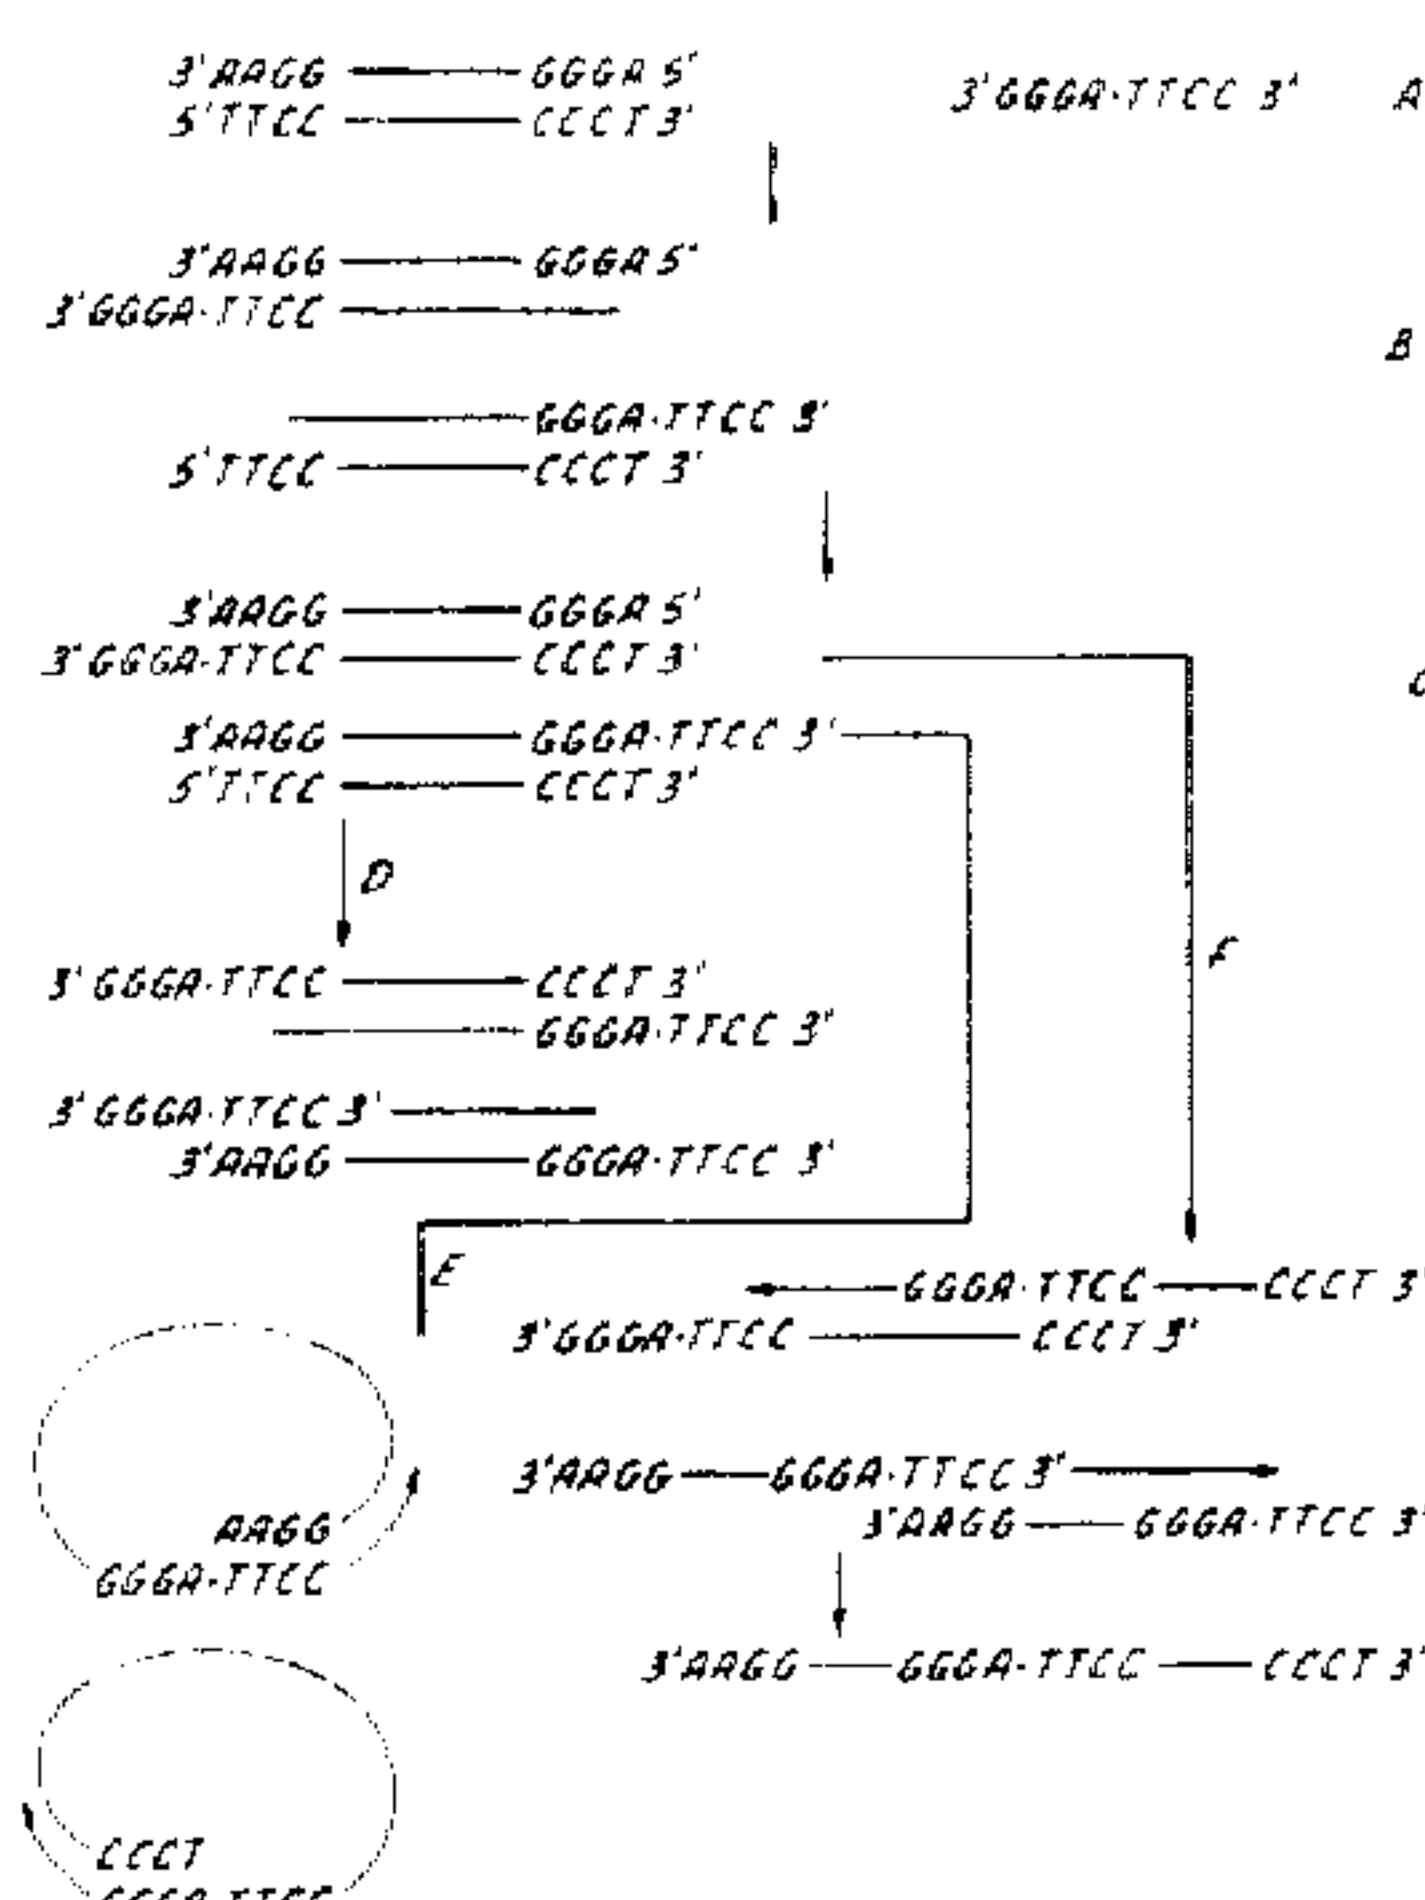 3'AAGG GGGA 5'
3'GGGA·TTCC 3' A
5'TTCC CCCT 3'
3'AAGG GGGA 5'
3'GGGA·TTCC
B
GGGA·TTCC 3'
5'TTCC CCCT 3'
3'AAGG GGGA 5'
3'GGGA·TTCC CCCT 3'
C
3'AAGG GGGA·TTCC 3'
5'TTCC CCCT 3'
D
3'GGGA·TTCC CCCT 3'
GGGA·TTCC 3'
F
3'GGGA·TTCC 3'
3'AAGG GGGA·TTCC 3'
E
GGGA·TTCC CCCT 3'
3'GGGA·TTCC CCCT 3'
3'AAGG GGGA·TTCC 3'
3'AAGG GGGA·TTCC 3'
AAGG
GGGA·TTCC
3'AAGG GGGA·TTCC CCCT 3'
CCCT
GGGA·TTCC